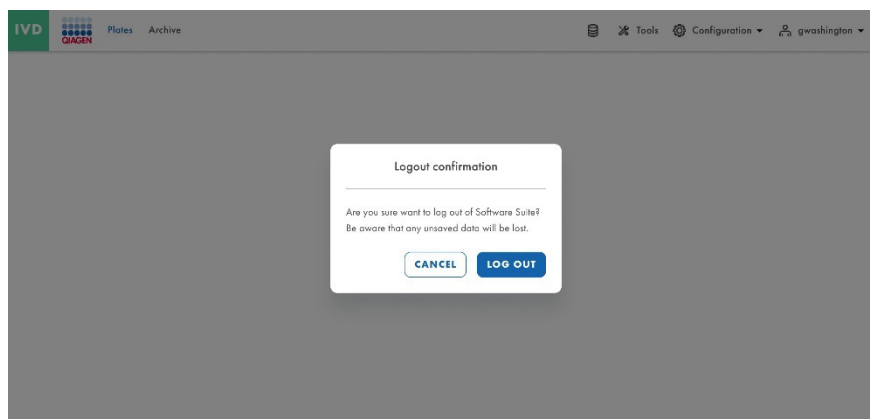 IVD
QIAGEN
Plates Archive Tools Configuration gwashington
Logout confirmation
Are you sure want to log out of Software Suite?
Be aware that any unsaved data will be lost.
CANCEL LOG OUT